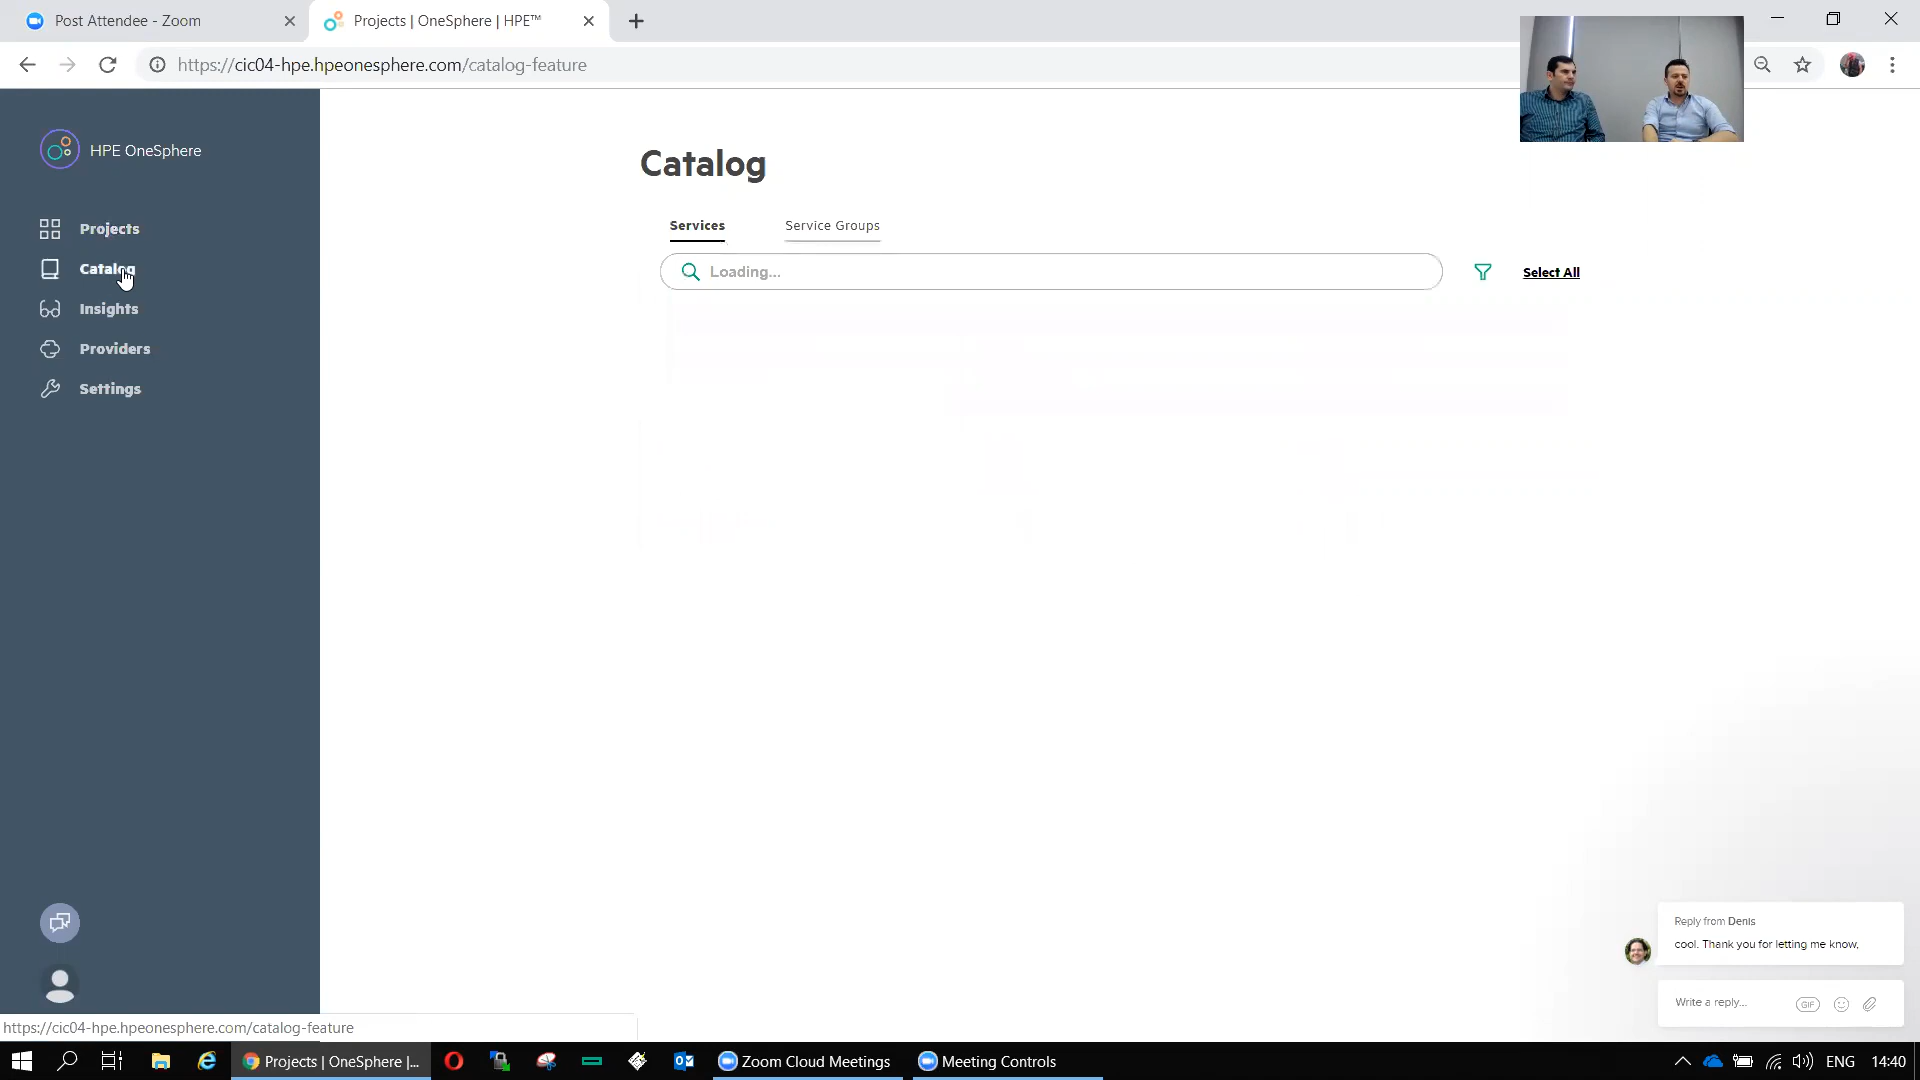 Post Attendee - Zoom
Projects | OneSphere | HPE™
https://cic04-hpe.hpeonesphere.com/catalog-feature
HPE OneSphere
Projects
Catalog
Insights
Providers
Settings
Catalog
Services
Service Groups
Loading...
Select All
Reply from Denis
cool. Thank you for letting me know,
Write a reply...
GIF
https://cic04-hpe.hpeonesphere.com/catalog-feature
Projects | OneSphere |...
Zoom Cloud Meetings
Meeting Controls
ENG
14:40